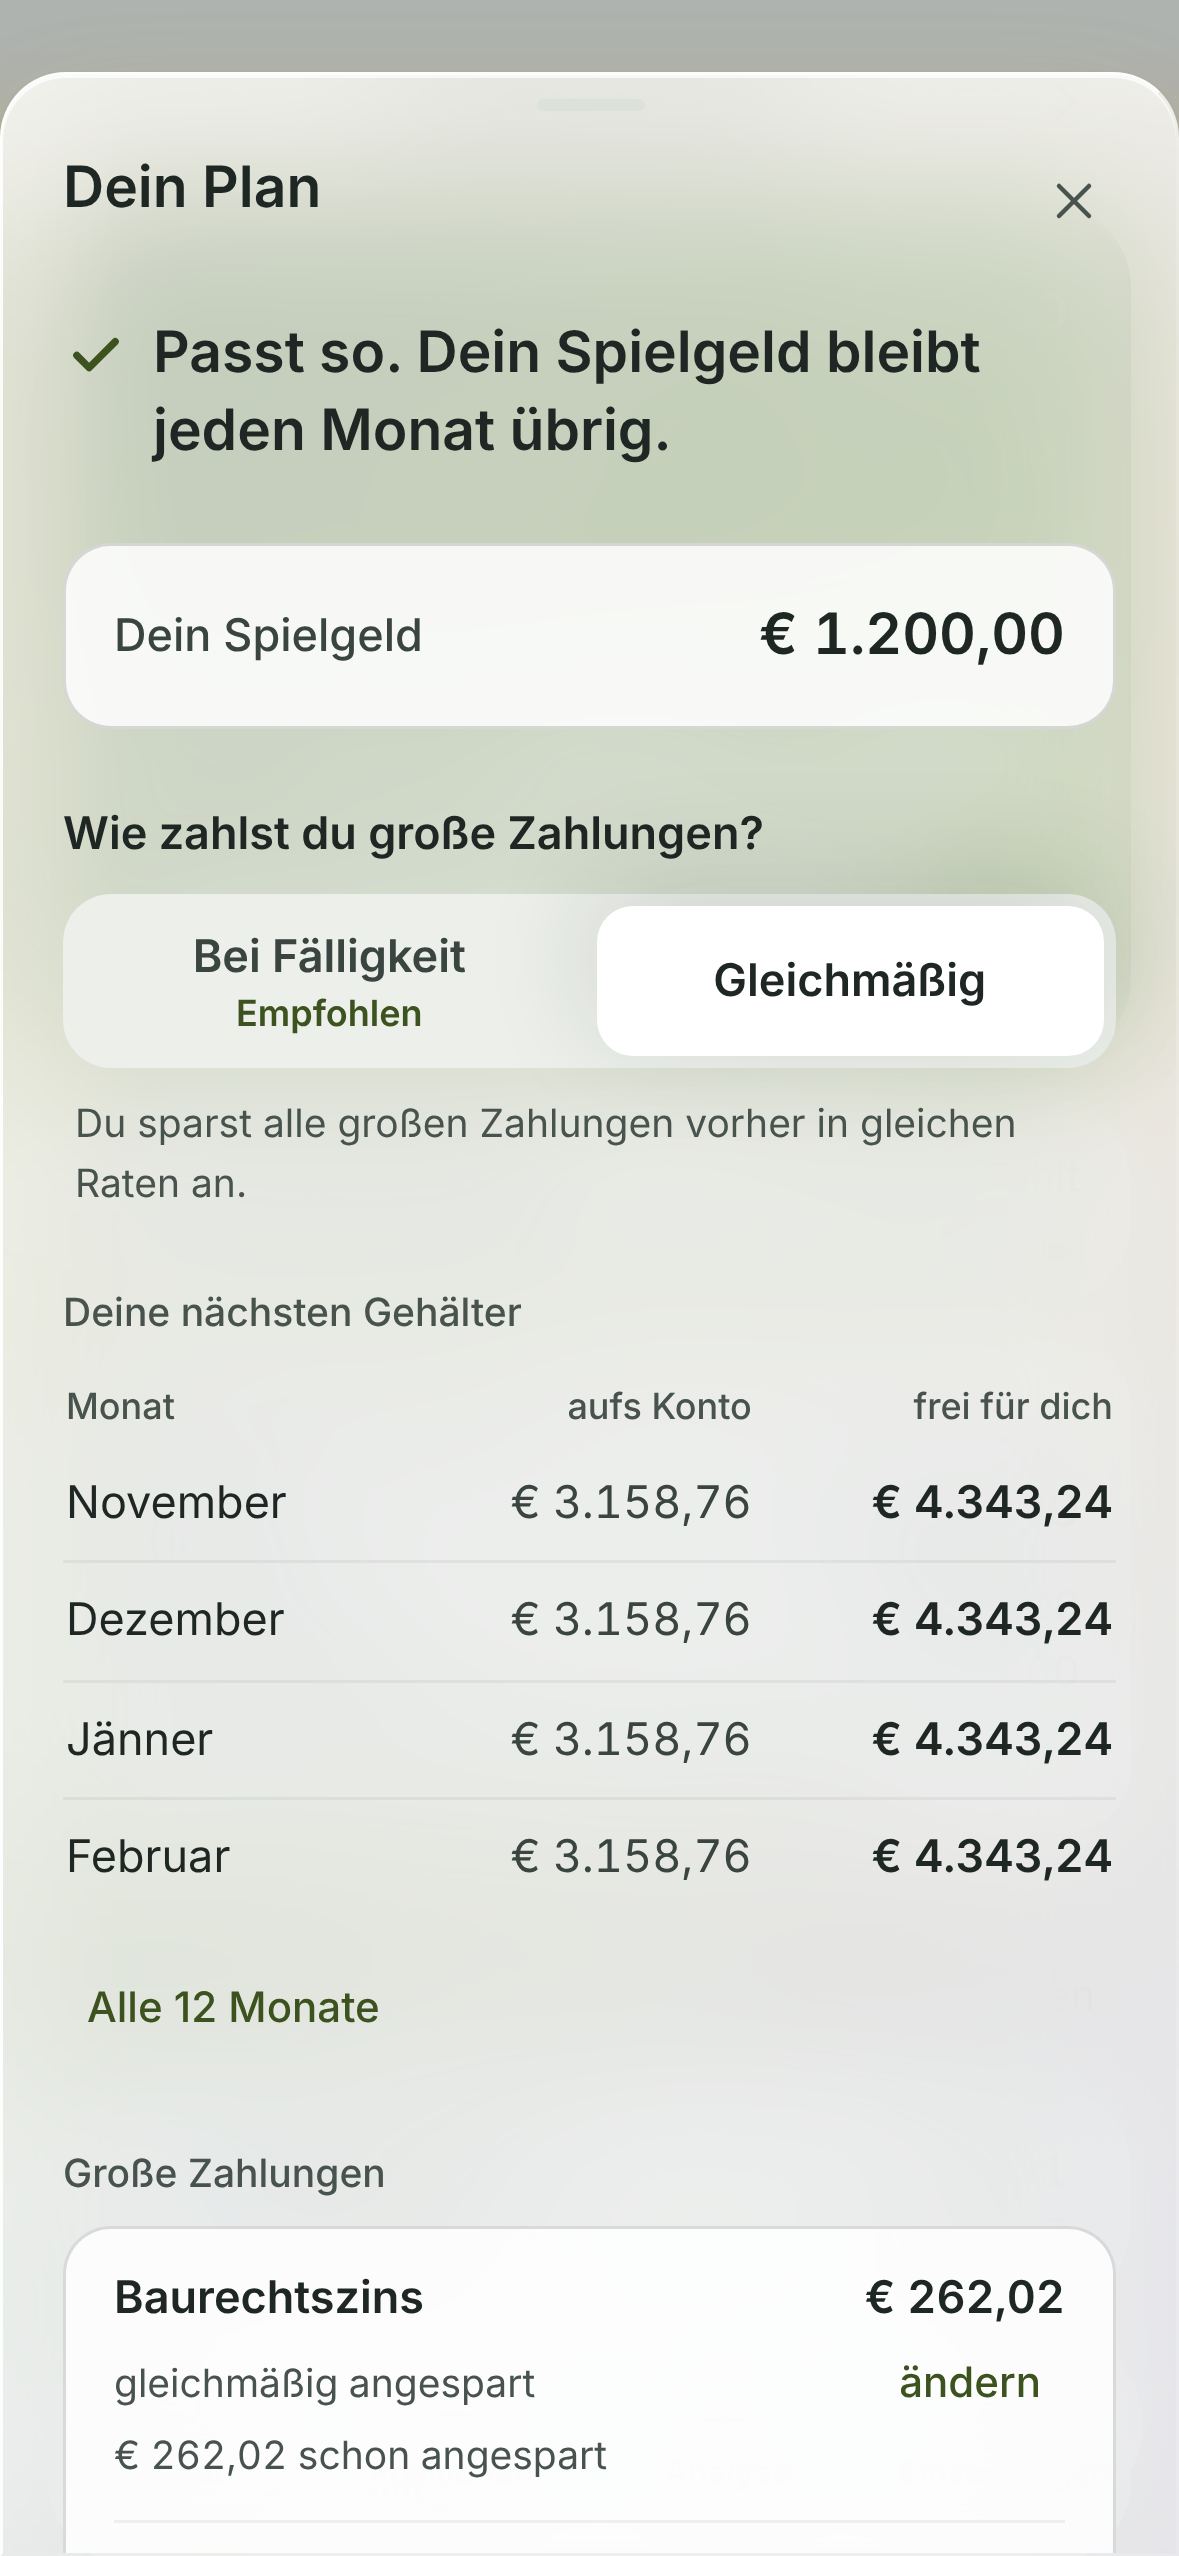 Dein Plan
Passt so. Dein Spielgeld bleibt
jeden Monat übrig.
Dein Spielgeld € 1.200,00
Wie zahlst du große Zahlungen?
Bei Fälligkeit
Empfohlen
Gleichmäßig
Du sparst alle großen Zahlungen vorher in gleichen
Raten an.
Deine nächsten Gehälter
Monat aufs Konto frei für dich
November € 3.158,76 € 4.343,24
Dezember € 3.158,76 € 4.343,24
Jänner € 3.158,76 € 4.343,24
Februar € 3.158,76 € 4.343,24
Alle 12 Monate
Große Zahlungen
Baurechtszins € 262,02
gleichmäßig angespart ändern
€ 262,02 schon angespart